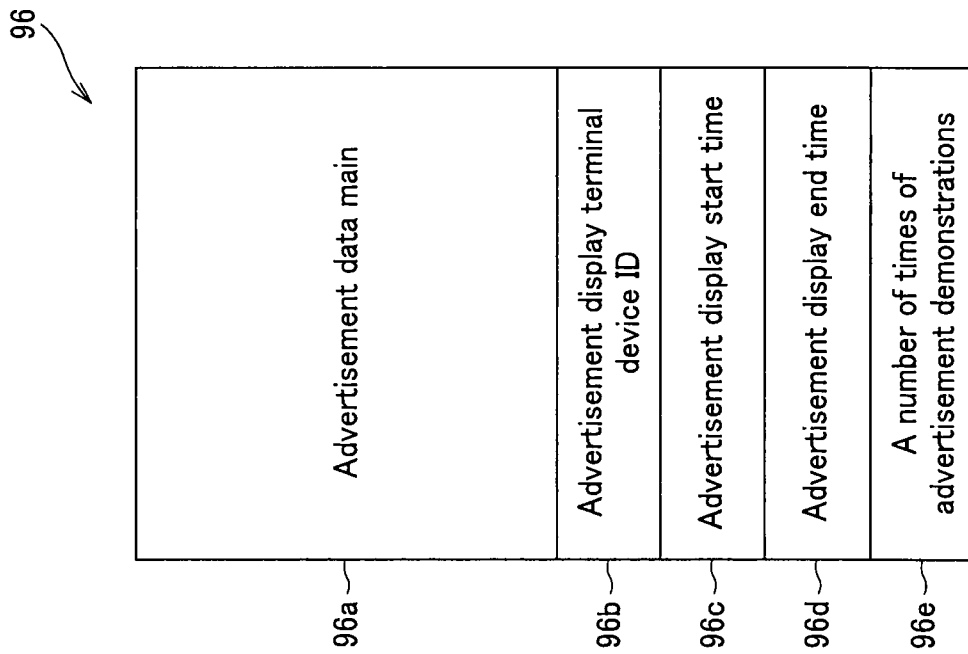 96
Advertisement data main
96a
Advertisement display terminal
device ID
96b
Advertisement display start time
96c
Advertisement display end time
96d
A number of times of
advertisement demonstrations
96e